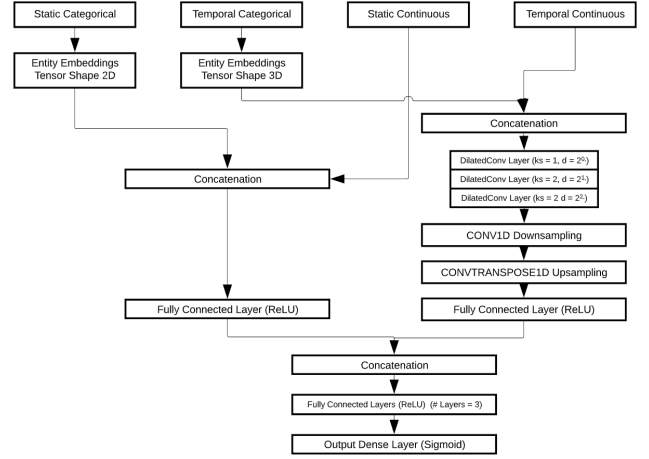 Static Categorical
Temporal Categorical
Static Continuous
Temporal Continuous
Entity Embeddings
Tensor Shape 2D
Entity Embeddings
Tensor Shape 3D
Concatenation
DilatedConv Layer (ks = 1, d = 2⁰·)
DilatedConv Layer (ks = 2, d = 2¹·)
DilatedConv Layer (ks = 2 d = 2²·)
Concatenation
CONV1D Downsampling
CONVTRANSPOSE1D Upsampling
Fully Connected Layer (ReLU)
Fully Connected Layer (ReLU)
Concatenation
Fully Connected Layers (ReLU) (# Layers = 3)
Output Dense Layer (Sigmoid)